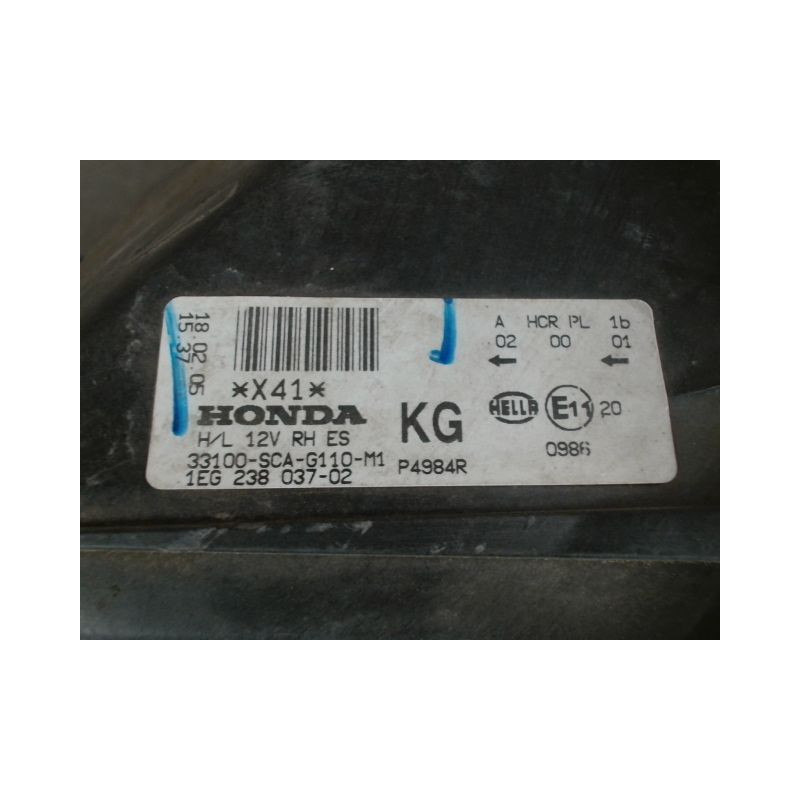 18.02.05
15.37
*X41*
HONDA
H/L 12V RH ES
33100-SCA-G110-M1
1EG 238 037-02
KG
P4984R
A HCR PL 1b
02 00 01
← ←
HELLA E11 20
0986